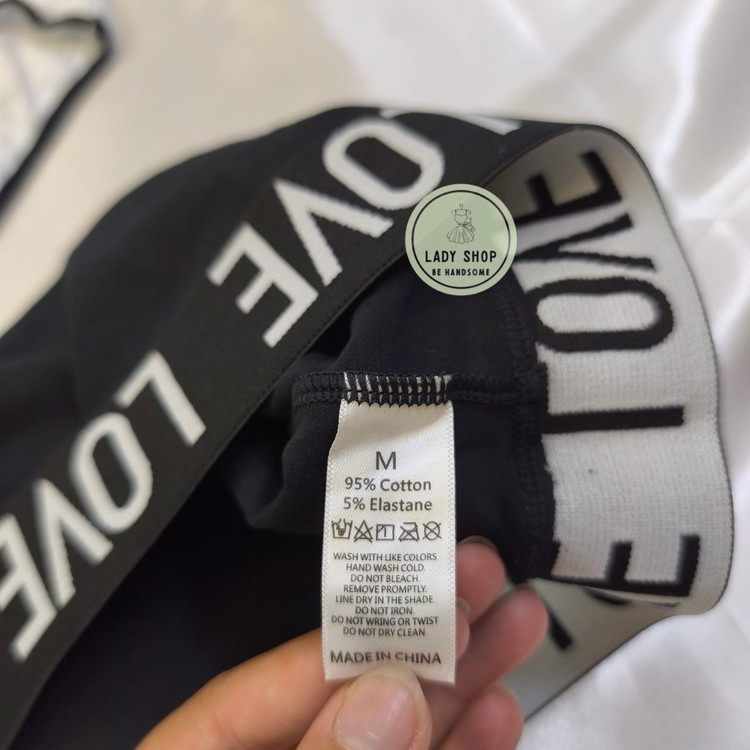 LOVE
LOVE
LOVE
LADY SHOP
BE HANDSOME
M
95% Cotton
5% Elastane
WASH WITH LIKE COLORS
HAND WASH COLD.
DO NOT BLEACH.
REMOVE PROMPTLY.
LINE DRY IN THE SHADE.
DO NOT IRON.
DO NOT WRING OR TWIST
DO NOT DRY CLEAN
MADE IN CHINA